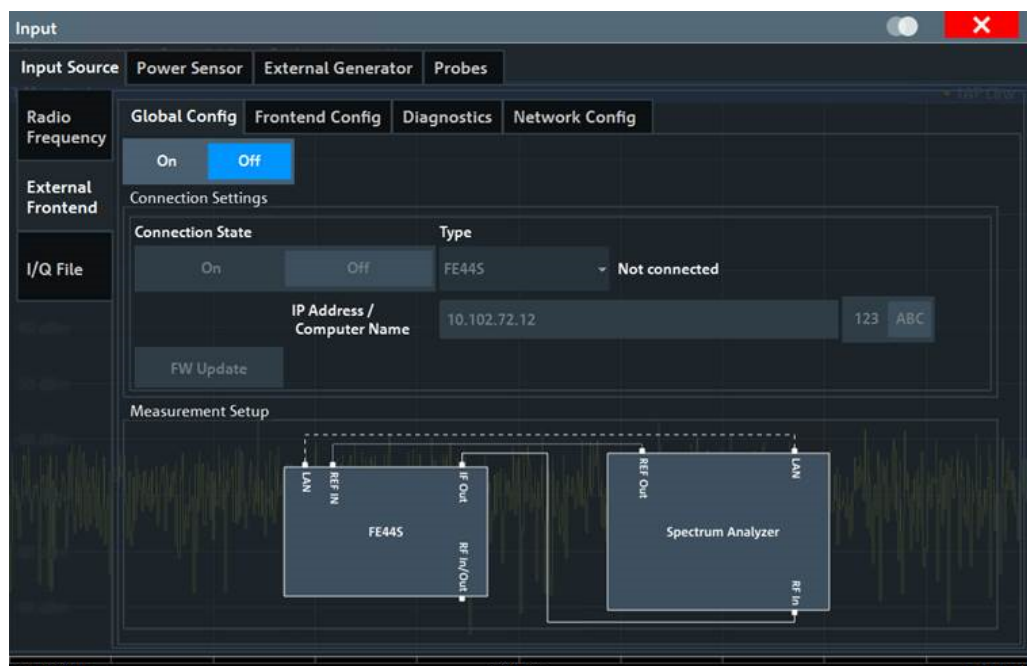 Input
Input Source Power Sensor External Generator Probes
Radio Frequency
External Frontend
I/Q File
Global Config Frontend Config Diagnostics Network Config
On Off
Connection Settings
Connection State Type
On Off FE44S Not connected
IP Address /
Computer Name
10.102.72.12 123 ABC
FW Update
Measurement Setup
LAN REF IN IF Out REF Out LAN
FE44S Spectrum Analyzer
RF In/Out RF In